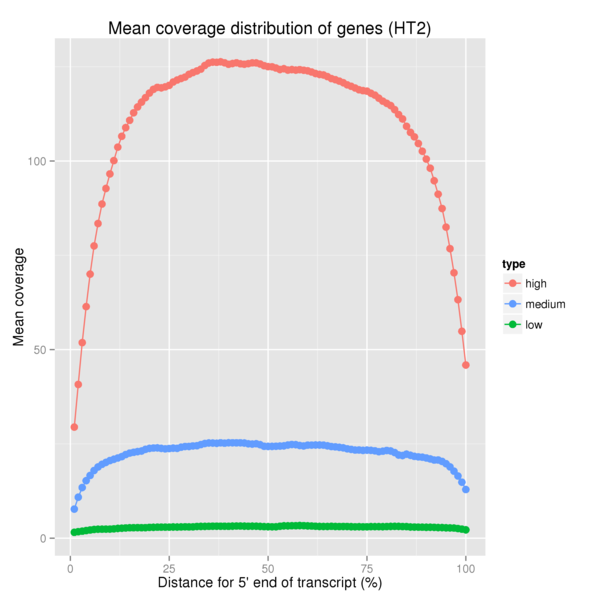 Mean coverage distribution of genes (HT2)
100
50
0
Mean coverage
0 25 50 75 100
Distance for 5' end of transcript (%)
type
high
medium
low